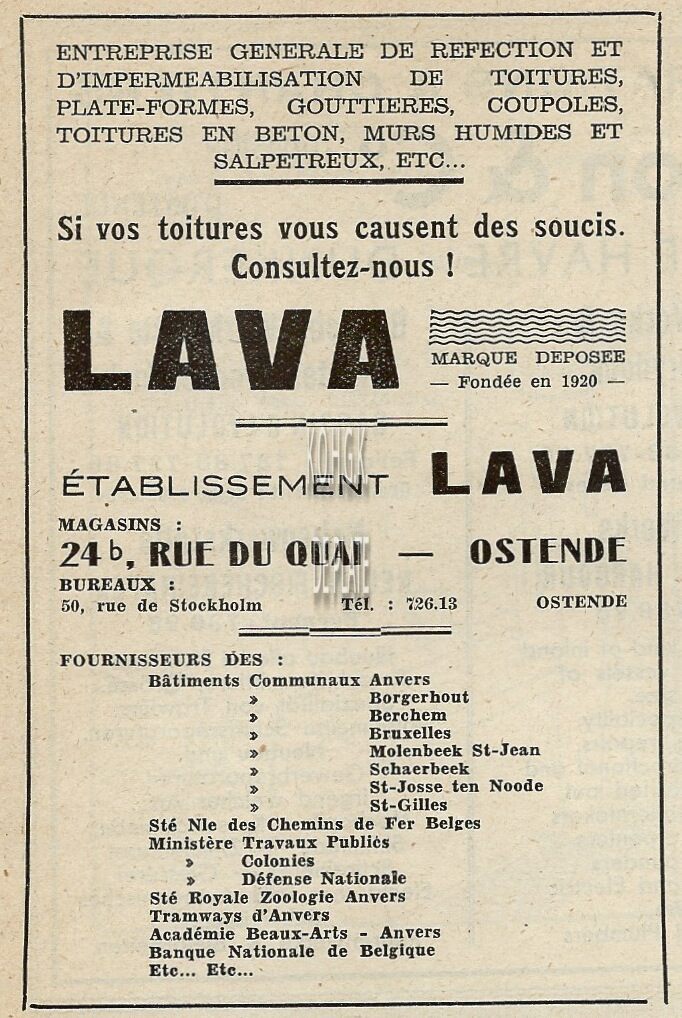 ENTREPRISE GENERALE DE REFECTION ET
D'IMPERMEABILISATION DE TOITURES,
PLATE-FORMES, GOUTTIERES, COUPOLES,
TOITURES EN BETON, MURS HUMIDES ET
SALPETREUX, ETC...
Si vos toitures vous causent des soucis.
Consultez-nous !
LAVA
MARQUE DEPOSEE
— Fondée en 1920 —
KOHGK
DE PLATE
ÉTABLISSEMENT LAVA
MAGASINS :
24b, RUE DU QUAI — OSTENDE
BUREAUX :
50, rue de Stockholm Tél. : 726.13 OSTENDE
FOURNISSEURS DES :
Bâtiments Communaux Anvers
» Borgerhout
» Berchem
» Bruxelles
» Molenbeek St-Jean
» Schaerbeek
» St-Josse ten Noode
» St-Gilles
Sté Nle des Chemins de Fer Belges
Ministère Travaux Publics
» Colonies
» Défense Nationale
Sté Royale Zoologie Anvers
Tramways d'Anvers
Académie Beaux-Arts - Anvers
Banque Nationale de Belgique
Etc... Etc...